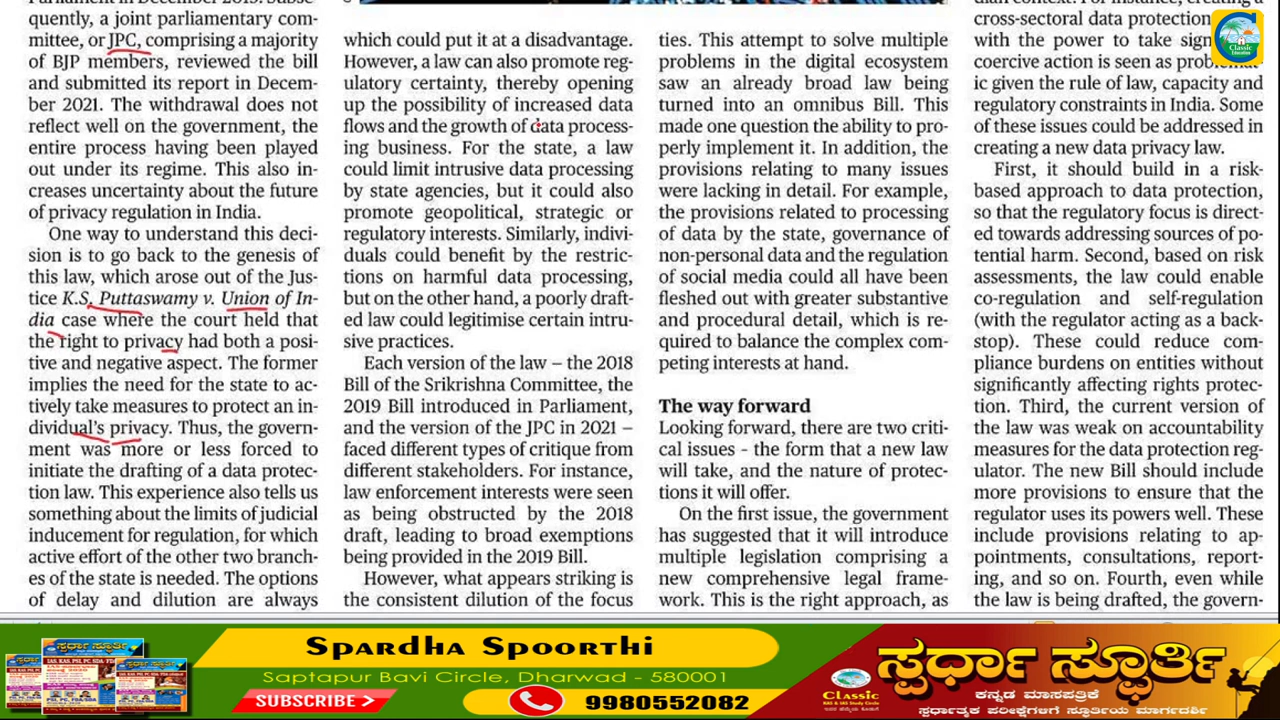 Parliament in December 2019. Subse-
quently, a joint parliamentary com-
mittee, or JPC, comprising a majority
of BJP members, reviewed the bill
and submitted its report in Decem-
ber 2021. The withdrawal does not
reflect well on the government, the
entire process having been played
out under its regime. This also in-
creases uncertainty about the future
of privacy regulation in India.
One way to understand this deci-
sion is to go back to the genesis of
this law, which arose out of the Jus-
tice K.S. Puttaswamy v. Union of In-
dia case where the court held that
the right to privacy had both a posi-
tive and negative aspect. The former
implies the need for the state to ac-
tively take measures to protect an in-
dividual's privacy. Thus, the govern-
ment was more or less forced to
initiate the drafting of a data protec-
tion law. This experience also tells us
something about the limits of judicial
inducement for regulation, for which
active effort of the other two branch-
es of the state is needed. The options
of delay and dilution are always
which could put it at a disadvantage.
However, a law can also promote reg-
ulatory certainty, thereby opening
up the possibility of increased data
flows and the growth of data process-
ing business. For the state, a law
could limit intrusive data processing
by state agencies, but it could also
promote geopolitical, strategic or
regulatory interests. Similarly, indivi-
duals could benefit by the restric-
tions on harmful data processing,
but on the other hand, a poorly draft-
ed law could legitimise certain intru-
sive practices.
Each version of the law – the 2018
Bill of the Srikrishna Committee, the
2019 Bill introduced in Parliament,
and the version of the JPC in 2021 –
faced different types of critique from
different stakeholders. For instance,
law enforcement interests were seen
as being obstructed by the 2018
draft, leading to broad exemptions
being provided in the 2019 Bill.
However, what appears striking is
the consistent dilution of the focus
ties. This attempt to solve multiple
problems in the digital ecosystem
saw an already broad law being
turned into an omnibus Bill. This
made one question the ability to pro-
perly implement it. In addition, the
provisions relating to many issues
were lacking in detail. For example,
the provisions related to processing
of data by the state, governance of
non-personal data and the regulation
of social media could all have been
fleshed out with greater substantive
and procedural detail, which is re-
quired to balance the complex com-
peting interests at hand.
The way forward
Looking forward, there are two criti-
cal issues - the form that a new law
will take, and the nature of protec-
tions it will offer.
On the first issue, the government
has suggested that it will introduce
multiple legislation comprising a
new comprehensive legal frame-
work. This is the right approach, as
dian context. For instance, creating a
cross-sectoral data protection
with the power to take
coercive action is seen as
ic given the rule of law, capacity and
regulatory constraints in India. Some
of these issues could be addressed in
creating a new data privacy law.
First, it should build in a risk-
based approach to data protection,
so that the regulatory focus is direct-
ed towards addressing sources of po-
tential harm. Second, based on risk
assessments, the law could enable
co-regulation and self-regulation
(with the regulator acting as a back-
stop). These could reduce com-
pliance burdens on entities without
significantly affecting rights protec-
tion. Third, the current version of
the law was weak on accountability
measures for the data protection reg-
ulator. The new Bill should include
more provisions to ensure that the
regulator uses its powers well. These
include provisions relating to ap-
pointments, consultations, report-
ing, and so on. Fourth, even while
the law is being drafted, the govern-
Classic
Education
Spardha Spoorthi
Saptapur Bavi Circle, Dharwad - 580001
SUBSCRIBE
9980552082
Classic
ಸ್ಪರ್ಧಾ ಸ್ಫೂರ್ತಿ
ಕನ್ನಡ ಮಾಸಪತ್ರಿಕೆ
ಸ್ಪರ್ಧಾತ್ಮಕ ಪರೀಕ್ಷೆಗಳಿಗೆ ಸ್ಫೂರ್ತಿಯ ಮಾರ್ಗದರ್ಶಿ